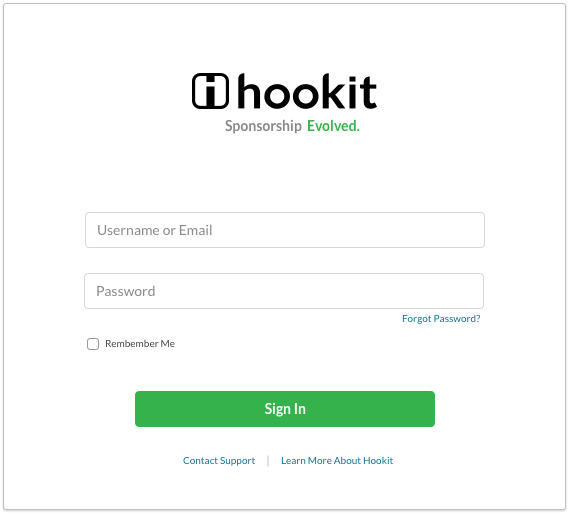 hookit
Sponsorship Evolved.
Username or Email
Password
Forgot Password?
Rembember Me
Sign In
Contact Support | Learn More About Hookit